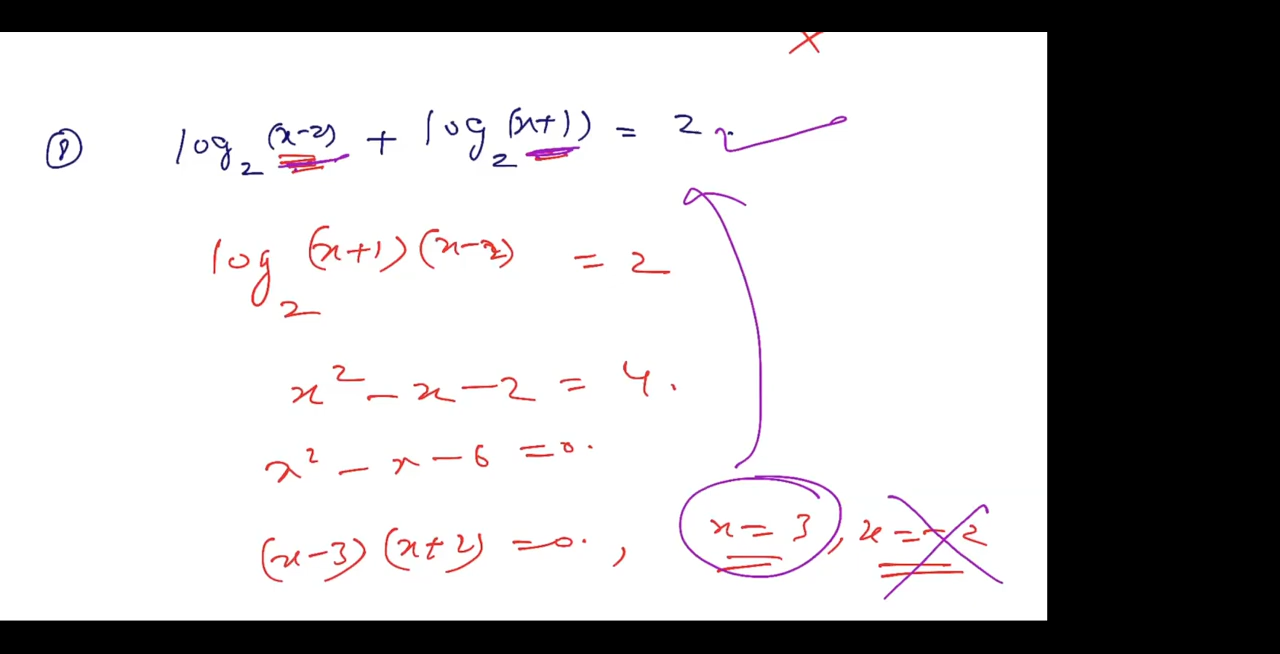 ⑧ log₂(x-2) + log₂(x+1) = 2
log₂(x+1)(x-2) = 2
x² - x - 2 = 4.
x² - x - 6 = 0.
(x-3)(x+2) = 0. , x = 3, x = -2